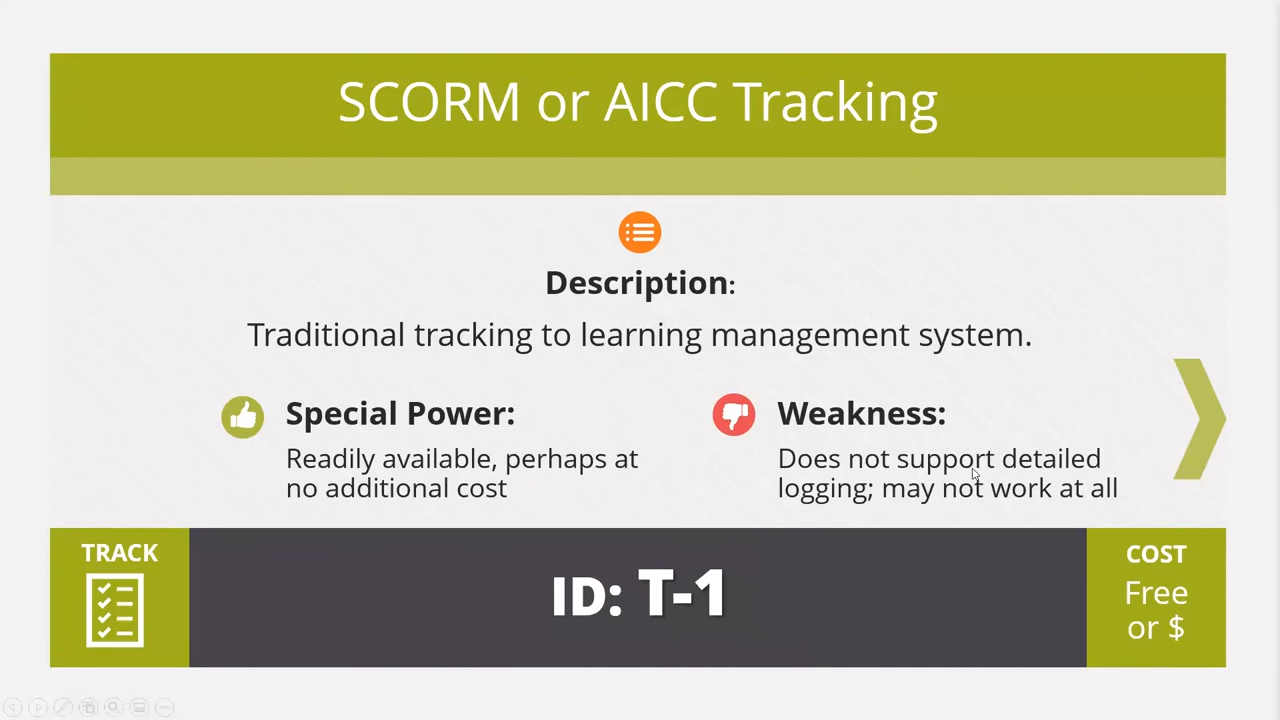 SCORM or AICC Tracking
Description:
Traditional tracking to learning management system.
Special Power:
Readily available, perhaps at
no additional cost
Weakness:
Does not support detailed
logging; may not work at all
TRACK
ID: T-1
COST
Free
or $